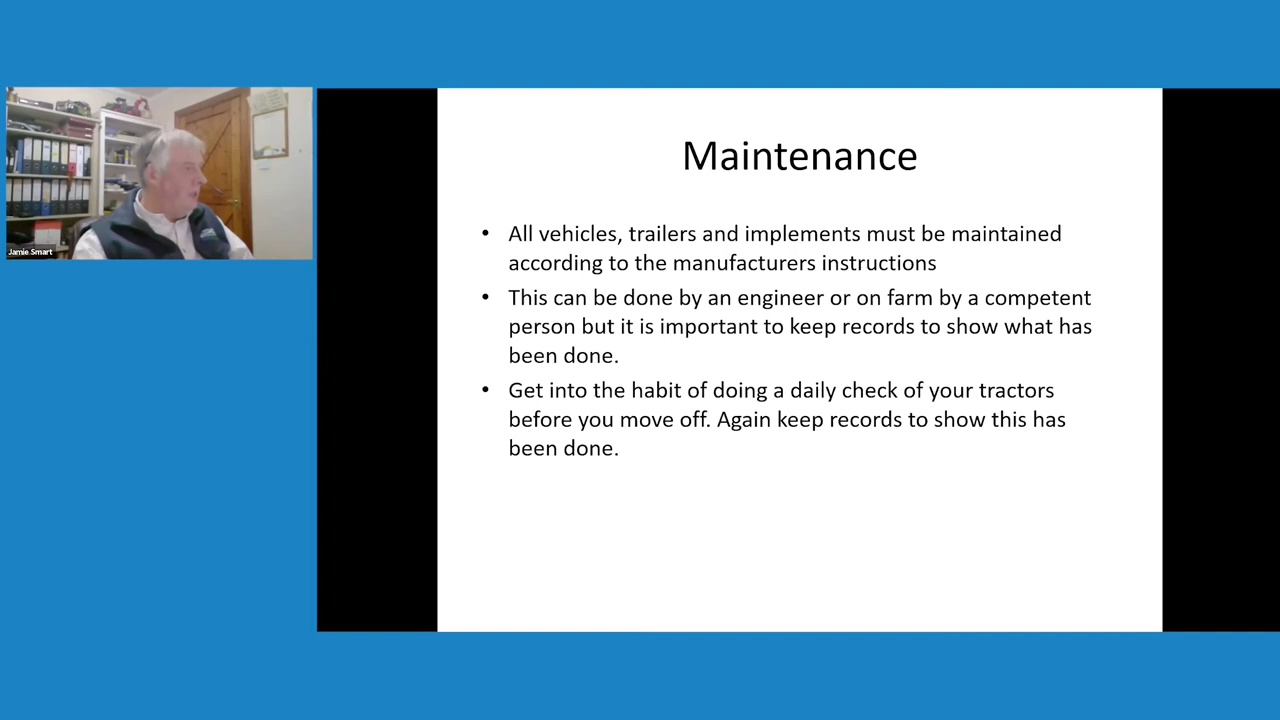 Jamie Smart
Maintenance
• All vehicles, trailers and implements must be maintained
according to the manufacturers instructions
• This can be done by an engineer or on farm by a competent
person but it is important to keep records to show what has
been done.
• Get into the habit of doing a daily check of your tractors
before you move off. Again keep records to show this has
been done.